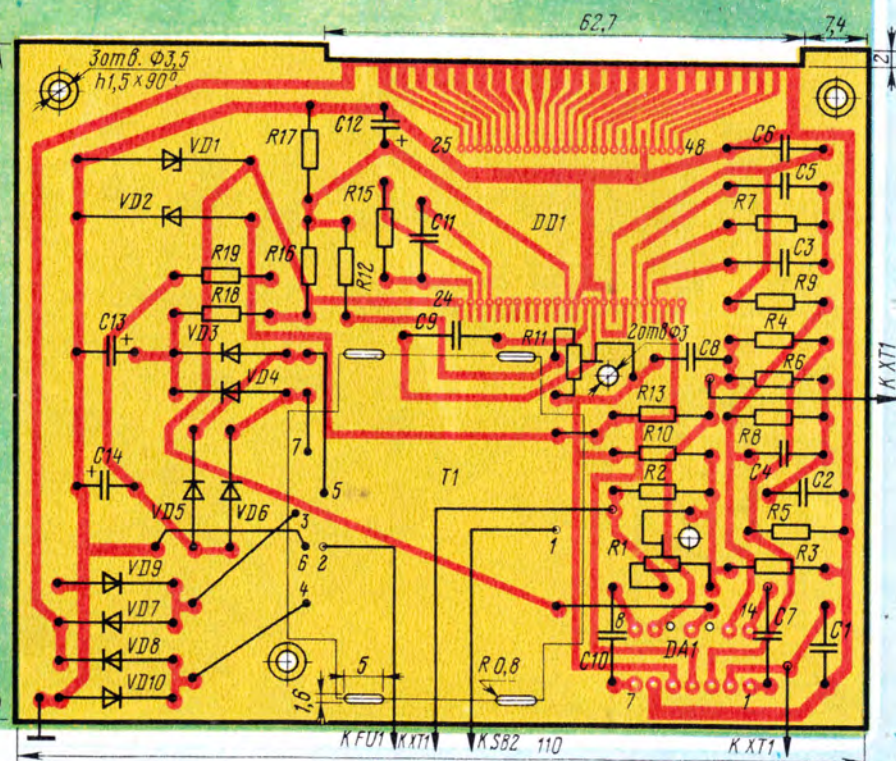 62,7
7,4
2
3отв. Ф3,5
h1,5×90°
VD1
R17
C12
+
25
48
C6
C5
VD2
R15
C11
DD1
R7
R19
R16
R12
C3
R18
24
R9
C13
+
VD3
C9
R11
2отв Ф3
C8
R4
К XT1
VD4
R13
R6
7
R10
R8
C14
+
T1
C4
5
R2
C2
VD5
VD6
3
R5
1
R1
R3
6
2
VD9
4
VD7
8
14
C7
C10
DA1
C1
VD8
5
R0,8
VD10
1,6
7
1
К FU1
К XT1
К SB2
110
К XT1